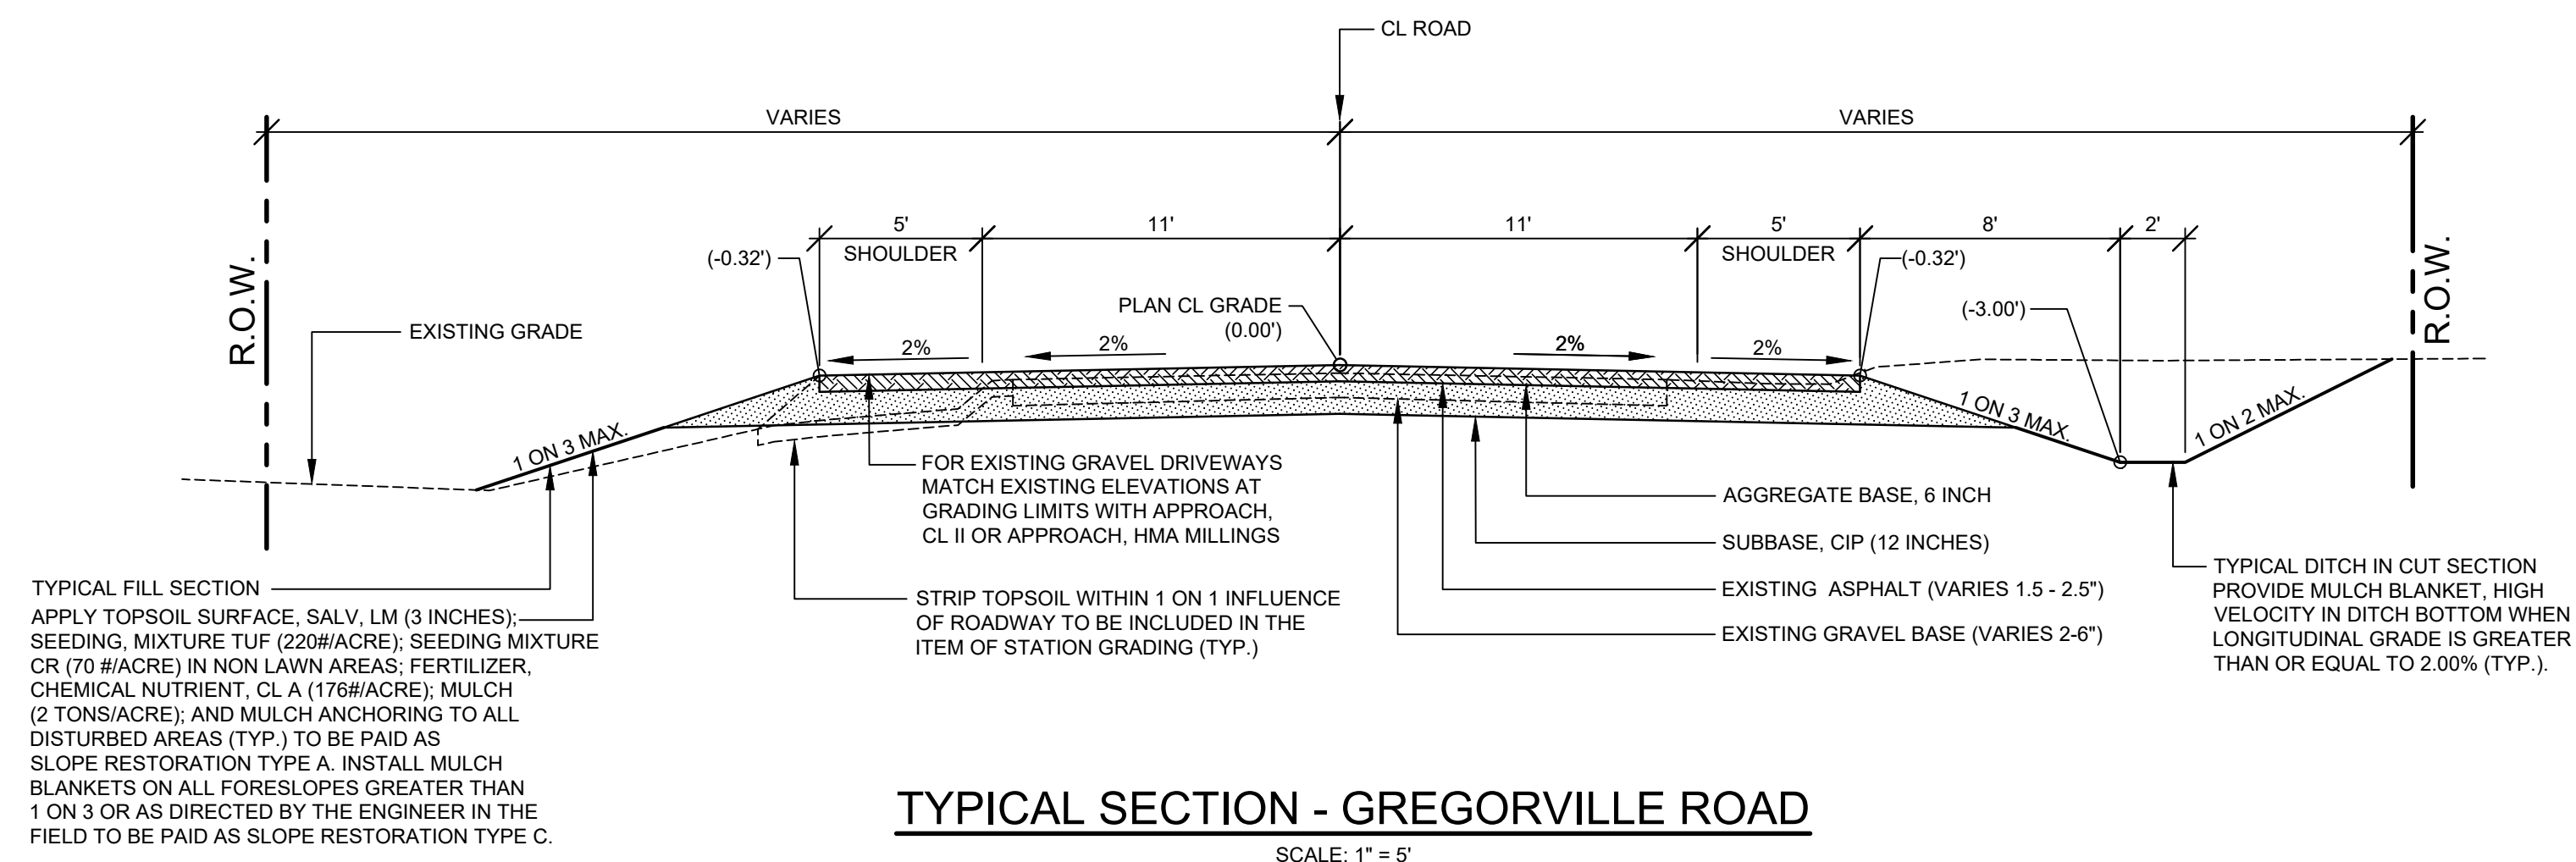 CL ROAD
VARIES
VARIES
5'
11'
11'
5'
8'
2'
SHOULDER
SHOULDER
(-0.32')
(-0.32')
(-3.00')
PLAN CL GRADE
(0.00')
R.O.W.
R.O.W.
EXISTING GRADE
2%
2%
2%
2%
1 ON 3 MAX.
1 ON 3 MAX.
1 ON 2 MAX.
FOR EXISTING GRAVEL DRIVEWAYS
MATCH EXISTING ELEVATIONS AT
GRADING LIMITS WITH APPROACH,
CL II OR APPROACH, HMA MILLINGS
STRIP TOPSOIL WITHIN 1 ON 1 INFLUENCE
OF ROADWAY TO BE INCLUDED IN THE
ITEM OF STATION GRADING (TYP.)
AGGREGATE BASE, 6 INCH
SUBBASE, CIP (12 INCHES)
EXISTING ASPHALT (VARIES 1.5 - 2.5")
EXISTING GRAVEL BASE (VARIES 2-6")
TYPICAL DITCH IN CUT SECTION
PROVIDE MULCH BLANKET, HIGH
VELOCITY IN DITCH BOTTOM WHEN
LONGITUDINAL GRADE IS GREATER
THAN OR EQUAL TO 2.00% (TYP.).
TYPICAL FILL SECTION
APPLY TOPSOIL SURFACE, SALV, LM (3 INCHES);
SEEDING, MIXTURE TUF (220#/ACRE); SEEDING MIXTURE
CR (70 #/ACRE) IN NON LAWN AREAS; FERTILIZER,
CHEMICAL NUTRIENT, CL A (176#/ACRE); MULCH
(2 TONS/ACRE); AND MULCH ANCHORING TO ALL
DISTURBED AREAS (TYP.) TO BE PAID AS
SLOPE RESTORATION TYPE A. INSTALL MULCH
BLANKETS ON ALL FORESLOPES GREATER THAN
1 ON 3 OR AS DIRECTED BY THE ENGINEER IN THE
FIELD TO BE PAID AS SLOPE RESTORATION TYPE C.
TYPICAL SECTION - GREGORVILLE ROAD
SCALE: 1" = 5'